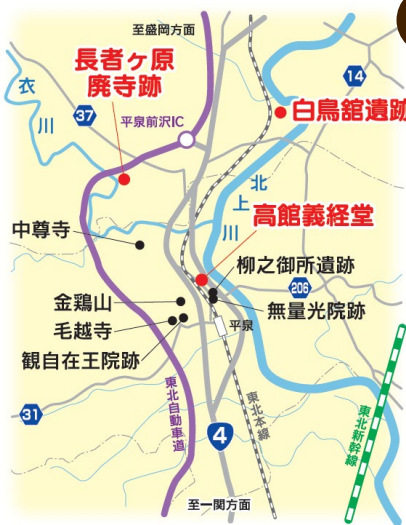 至盛岡方面
長者ヶ原
廃寺跡
衣川
37
平泉前沢IC
14
白鳥舘遺跡
北上川
高館義経堂
中尊寺
柳之御所遺跡
206
金鶏山
無量光院跡
毛越寺
平泉
観自在王院跡
東北自動車道
東北本線
東北新幹線
31
4
至一関方面